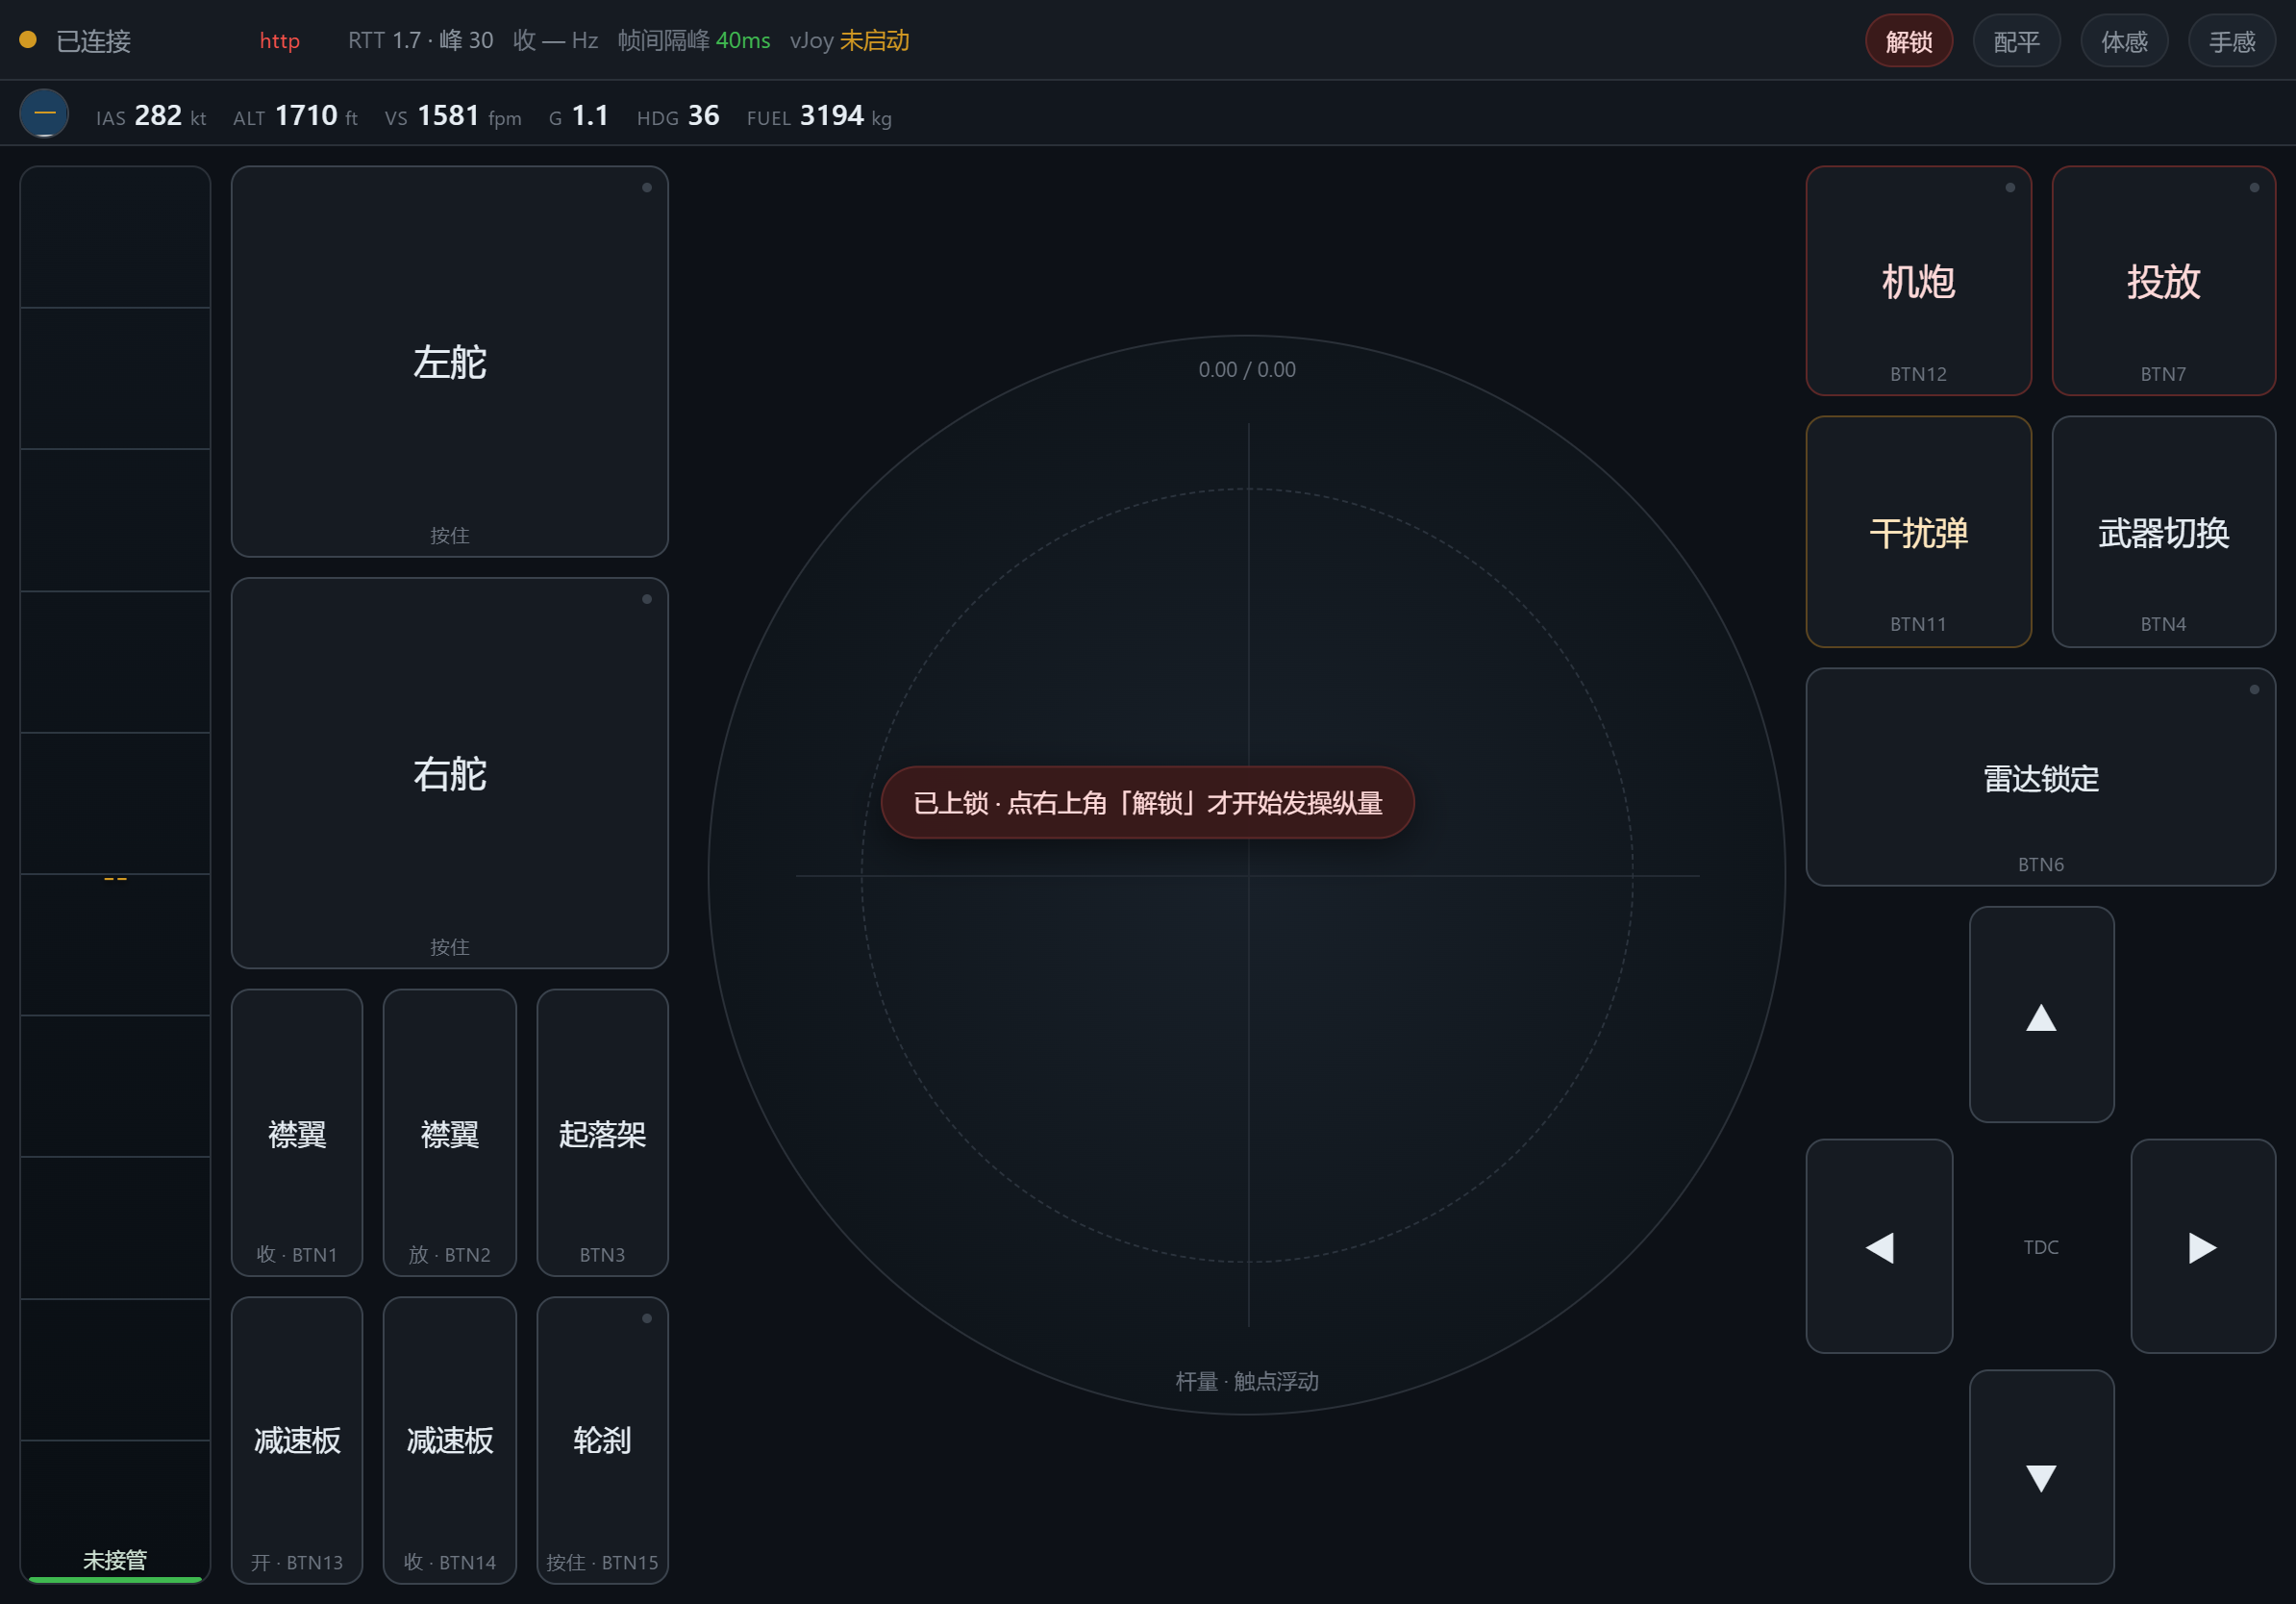 已连接 http RTT 1.7 · 峰 30 收 — Hz 帧间隔峰 40ms vJoy 未启动 解锁 配平 体感 手感
IAS 282 kt ALT 1710 ft VS 1581 fpm G 1.1 HDG 36 FUEL 3194 kg
--
未接管
左舵
按住
右舵
按住
襟翼
收 · BTN1
襟翼
放 · BTN2
起落架
BTN3
减速板
开 · BTN13
减速板
收 · BTN14
轮刹
按住 · BTN15
0.00 / 0.00
已上锁 · 点右上角「解锁」才开始发操纵量
杆量 · 触点浮动
机炮
BTN12
投放
BTN7
干扰弹
BTN11
武器切换
BTN4
雷达锁定
BTN6
▲
◀ TDC ▶
▼